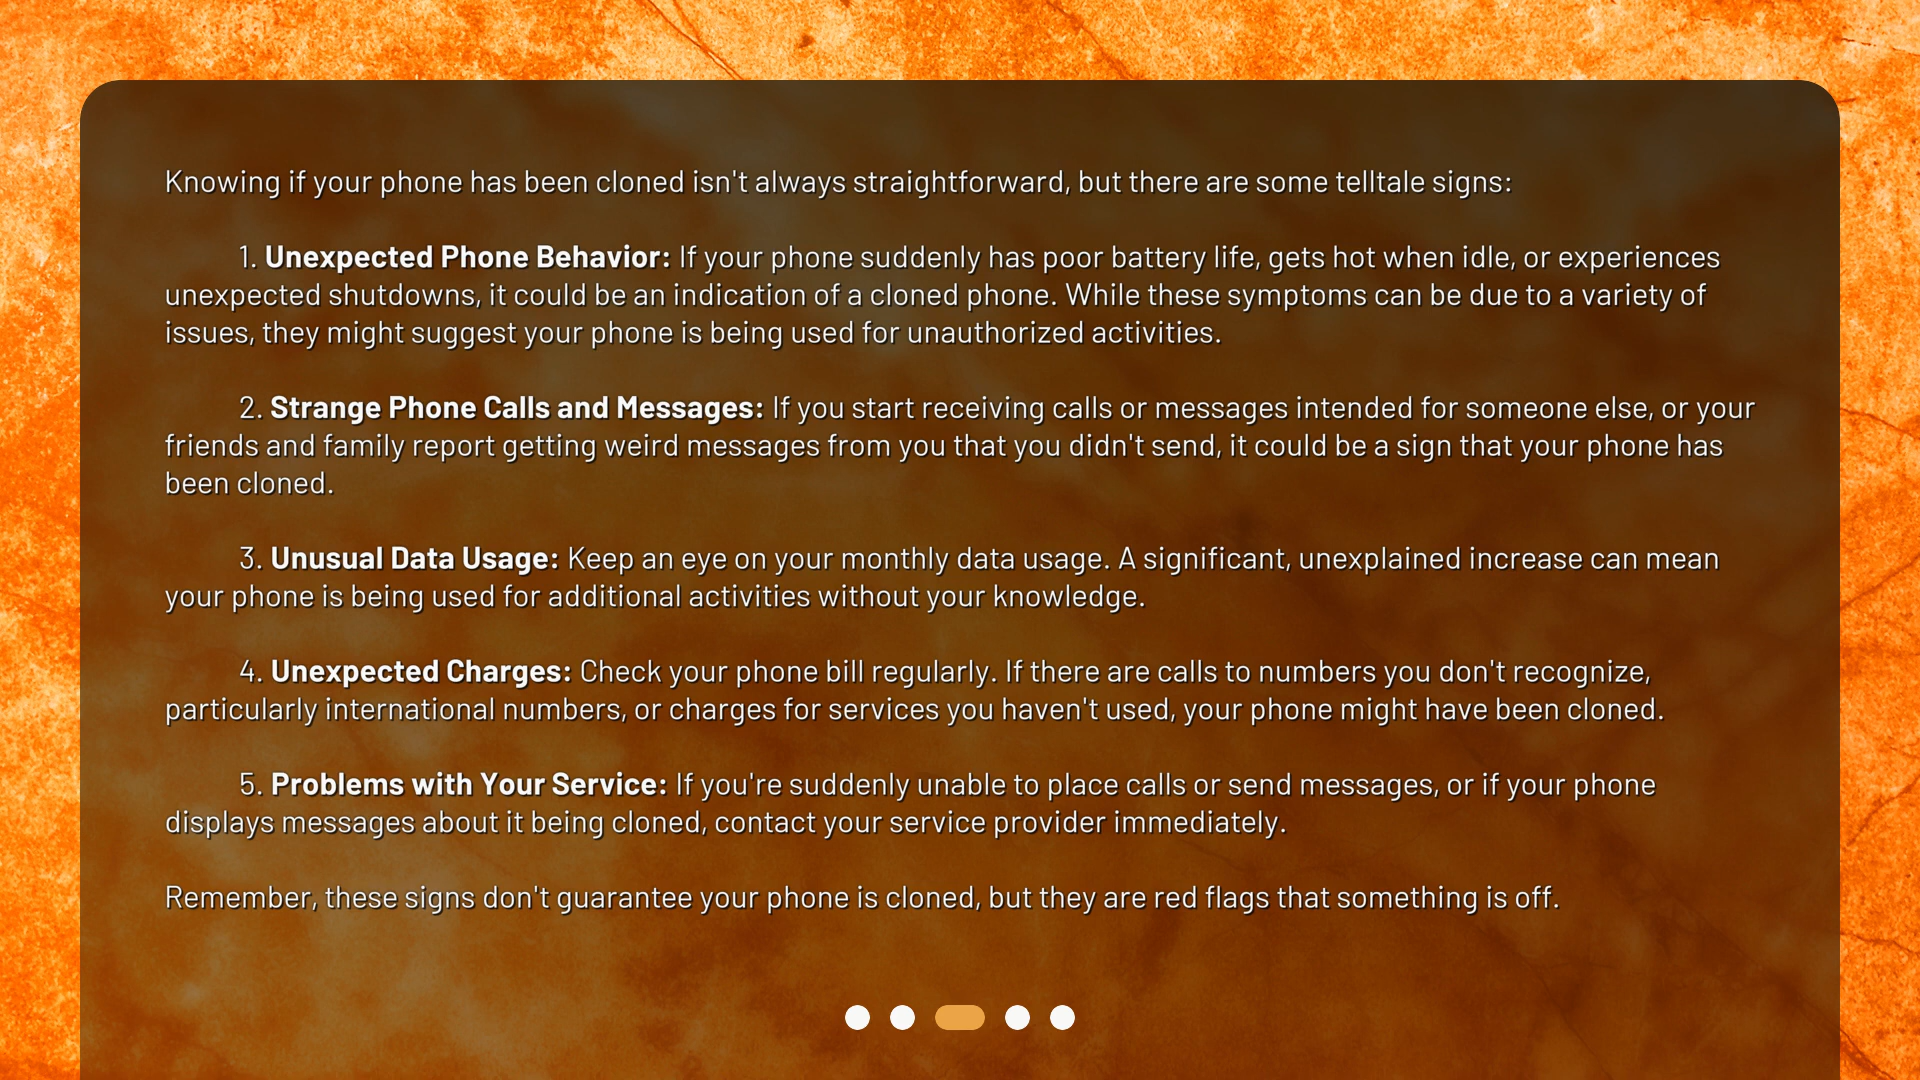 Knowing if your phone has been cloned isn't always straightforward, but there are some telltale signs:
1. Unexpected Phone Behavior: If your phone suddenly has poor battery life, gets hot when idle, or experiences
unexpected shutdowns, it could be an indication of a cloned phone. While these symptoms can be due to a variety of
issues, they might suggest your phone is being used for unauthorized activities.
2. Strange Phone Calls and Messages: If you start receiving calls or messages intended for someone else, or your
friends and family report getting weird messages from you that you didn't send, it could be a sign that your phone has
been cloned.
3. Unusual Data Usage: Keep an eye on your monthly data usage. A significant, unexplained increase can mean
your phone is being used for additional activities without your knowledge.
4. Unexpected Charges: Check your phone bill regularly. If there are calls to numbers you don't recognize,
particularly international numbers, or charges for services you haven't used, your phone might have been cloned.
5. Problems with Your Service: If you're suddenly unable to place calls or send messages, or if your phone
displays messages about it being cloned, contact your service provider immediately.
Remember, these signs don't guarantee your phone is cloned, but they are red flags that something is off.